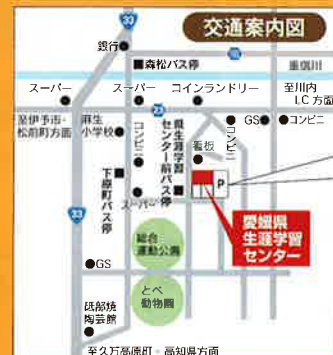 交通案内図
33
銀行
森松バス停
重信川
スーパー
スーパー
コインランドリー
至川内
I.C方面
23
至伊予市・
松前町方面
麻生
小学校
コンビニ
県生涯学習
センター前バス停
コンビニ
GS
コンビニ
看板
下原町バス停
スーパー
P
33
愛媛県
生涯学習
センター
総合
運動公園
GS
とべ
動物園
砥部焼
陶芸館
至久万高原町・高知県方面